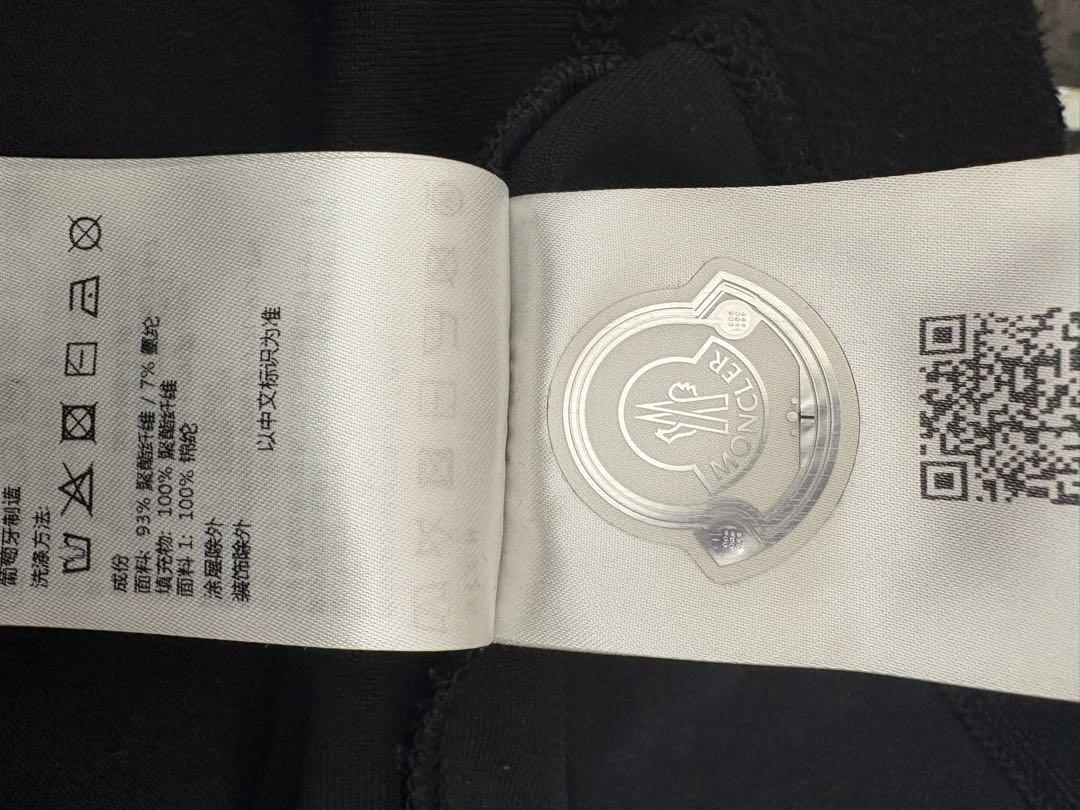 葡萄牙制造
洗涤方法:
成份
面料: 93% 聚酯纤维 / 7% 氨纶
填充物: 100% 聚酯纤维
面料 1: 100% 锦纶
涂层除外
装饰除外
以中文标识为准
MONCLER